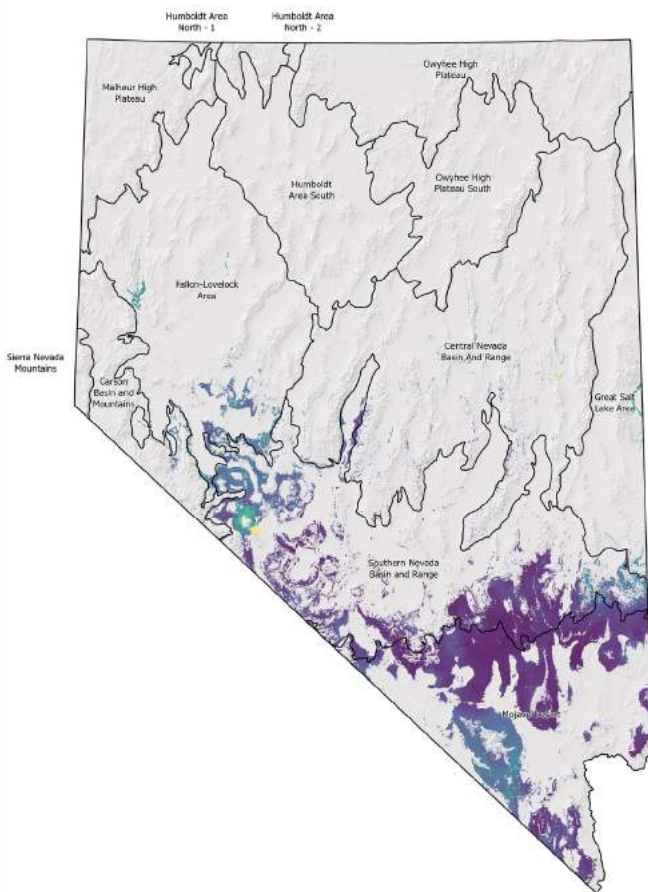 Humboldt Area
North - 1
Humboldt Area
North - 2
Owyhee High
Plateau
Malheur High
Plateau
Humboldt
Area South
Owyhee High
Plateau South
Fallon-Lovelock
Area
Central Nevada
Basin And Range
Sierra Nevada
Mountains
Carson
Basin and
Mountains
Great Salt
Lake Area
Southern Nevada
Basin and Range
Mojave Desert